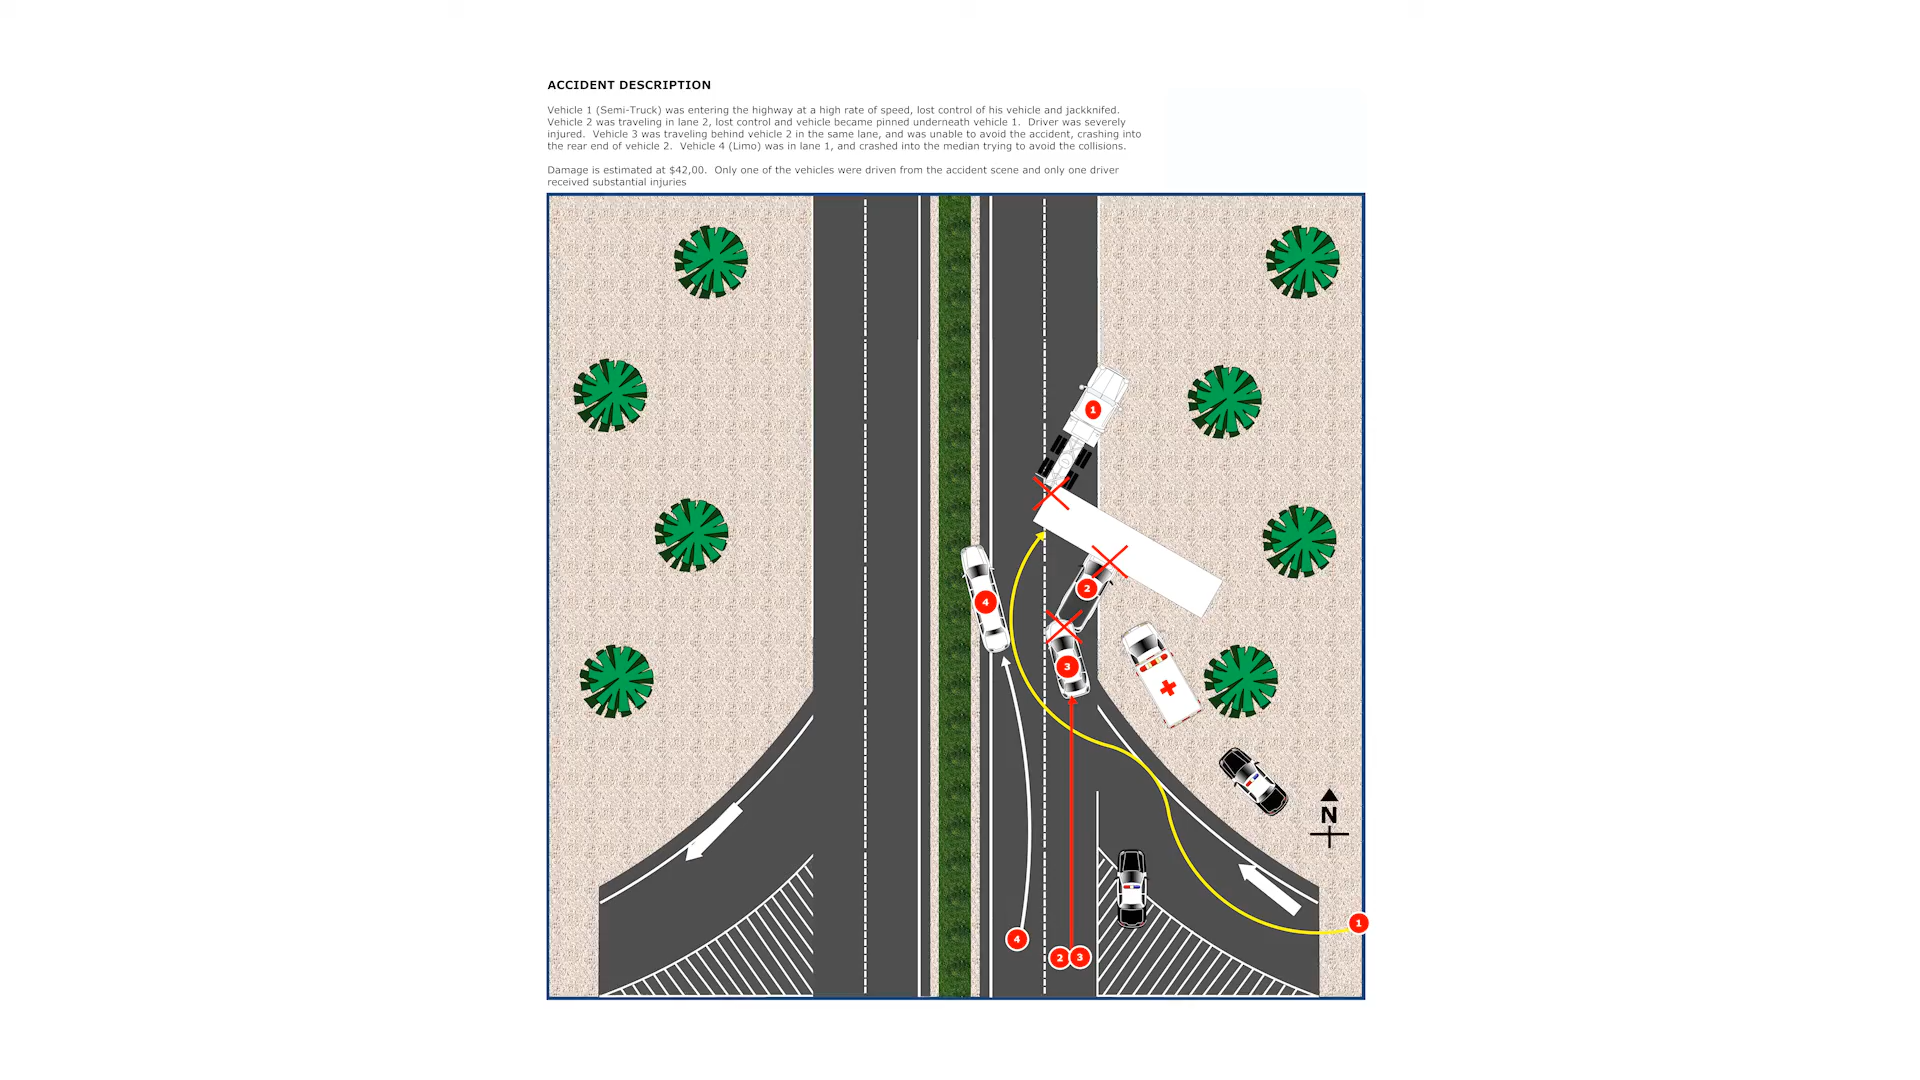 ACCIDENT DESCRIPTION
Vehicle 1 (Semi-Truck) was entering the highway at a high rate of speed, lost control of his vehicle and jackknifed.
Vehicle 2 was traveling in lane 2, lost control and vehicle became pinned underneath vehicle 1.  Driver was severely
injured.  Vehicle 3 was traveling behind vehicle 2 in the same lane, and was unable to avoid the accident, crashing into
the rear end of vehicle 2.  Vehicle 4 (Limo) was in lane 1, and crashed into the median trying to avoid the collisions.
Damage is estimated at $42,00.  Only one of the vehicles were driven from the accident scene and only one driver
received substantial injuries
1
2
4
3
N
1
4
2 3